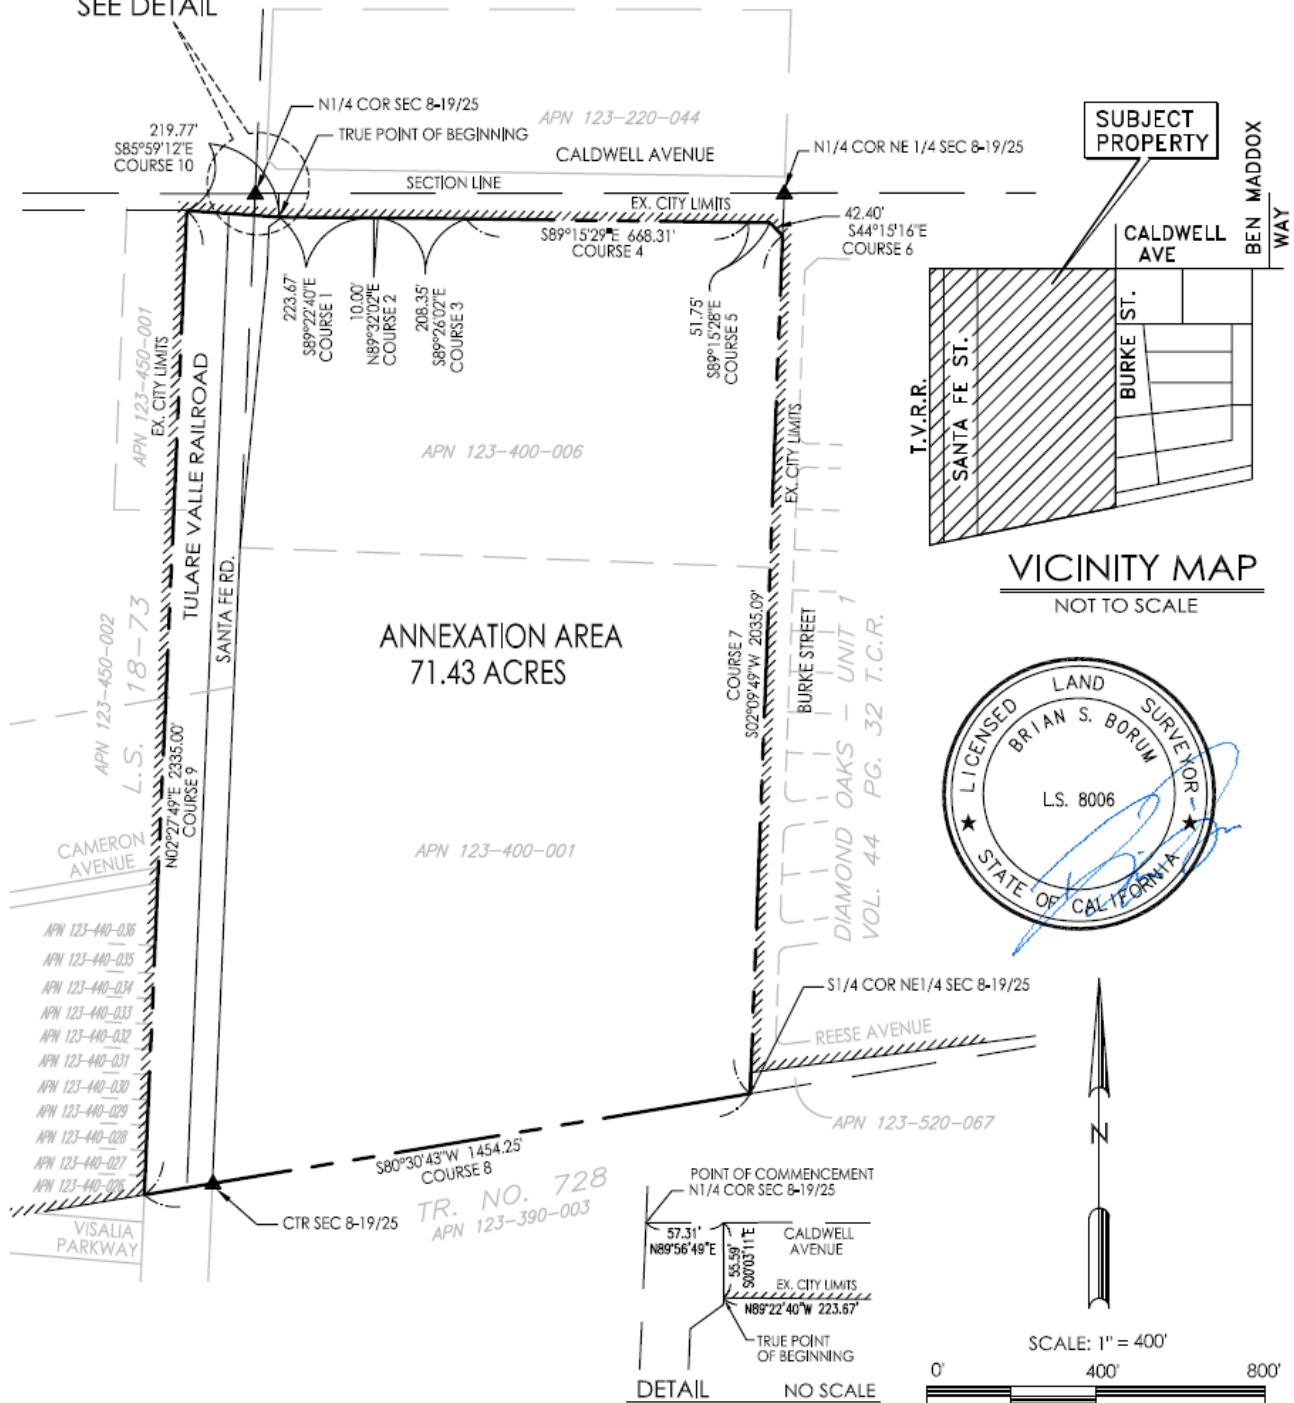 SEE DETAIL
N1/4 COR SEC 8-19/25
TRUE POINT OF BEGINNING
219.77'
S85°59'12"E
COURSE 10
APN 123-220-044
CALDWELL AVENUE
SECTION LINE
EX. CITY LIMITS
N1/4 COR NE 1/4 SEC 8-19/25
42.40'
S44°15'16"E
COURSE 6
S89°15'29"E 668.31'
COURSE 4
223.67'
S89°22'40"E
COURSE 1
10.00'
N89°32'02"E
COURSE 2
208.35'
S89°26'02"E
COURSE 3
51.75'
S89°15'28"E
COURSE 5
SUBJECT
PROPERTY
BEN MADDOX
WAY
CALDWELL
AVE
BURKE ST.
SANTA FE ST.
T.V.R.R.
VICINITY MAP
NOT TO SCALE
APN 123-450-001
EX. CITY LIMITS
TULARE VALLE RAILROAD
SANTA FE RD.
APN 123-400-006
EX. CITY LIMITS
ANNEXATION AREA
71.43 ACRES
COURSE 7
S02°09'49"W 2035.09'
BURKE STREET
DIAMOND OAKS - UNIT 1
VOL. 44 PG. 32 T.C.R.
APN 123-450-002
L.S. 18-73
N02°27'49"E 2335.00'
COURSE 9
LICENSED LAND SURVEYOR
BRIAN S. BORUM
L.S. 8006
STATE OF CALIFORNIA
CAMERON
AVENUE
APN 123-400-001
APN 123-440-036
APN 123-440-035
APN 123-440-034
APN 123-440-033
APN 123-440-032
APN 123-440-031
APN 123-440-030
APN 123-440-029
APN 123-440-028
APN 123-440-027
APN 123-440-026
VISALIA
PARKWAY
S1/4 COR NE1/4 SEC 8-19/25
REESE AVENUE
APN 123-520-067
S80°30'43"W 1454.25'
COURSE 8
CTR SEC 8-19/25
TR. NO. 728
APN 123-390-003
POINT OF COMMENCEMENT
N1/4 COR SEC 8-19/25
57.31'
N89°56'49"E
55.59'
S00°03'11"E
CALDWELL
AVENUE
EX. CITY LIMITS
N89°22'40"W 223.67'
TRUE POINT
OF BEGINNING
DETAIL NO SCALE
N
SCALE: 1" = 400'
0' 400' 800'